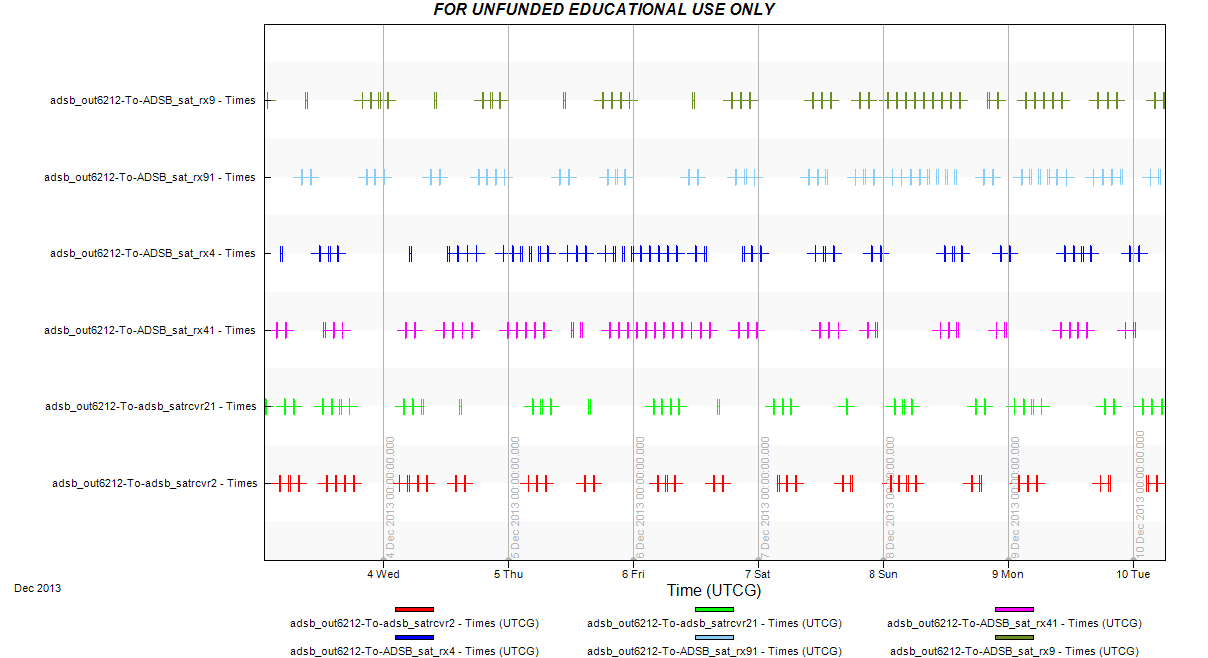 FOR UNFUNDED EDUCATIONAL USE ONLY
adsb_out6212-To-ADSB_sat_rx9 - Times
adsb_out6212-To-ADSB_sat_rx91 - Times
adsb_out6212-To-ADSB_sat_rx4 - Times
adsb_out6212-To-ADSB_sat_rx41 - Times
adsb_out6212-To-adsb_satrcvr21 - Times
adsb_out6212-To-adsb_satrcvr2 - Times
4 Dec 2013 00:00:00.000
5 Dec 2013 00:00:00.000
6 Dec 2013 00:00:00.000
7 Dec 2013 00:00:00.000
8 Dec 2013 00:00:00.000
9 Dec 2013 00:00:00.000
10 Dec 2013 00:00:00.000
4 Wed 5 Thu 6 Fri 7 Sat 8 Sun 9 Mon 10 Tue
Dec 2013
Time (UTCG)
adsb_out6212-To-adsb_satrcvr2 - Times (UTCG) adsb_out6212-To-adsb_satrcvr21 - Times (UTCG) adsb_out6212-To-ADSB_sat_rx41 - Times (UTCG)
adsb_out6212-To-ADSB_sat_rx4 - Times (UTCG) adsb_out6212-To-ADSB_sat_rx91 - Times (UTCG) adsb_out6212-To-ADSB_sat_rx9 - Times (UTCG)